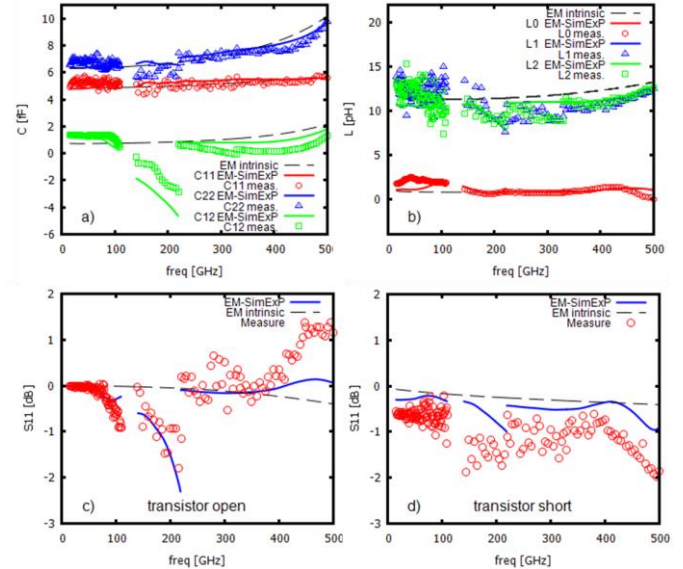 10
8
6
4
2
0
-2
-4
-6
C [fF]
EM intrinsic
C11 EM-SimExP
C11 meas.
C22 EM-SimExP
C22 meas.
C12 EM-SimExP
C12 meas.
a)
0 100 200 300 400 500
freq [GHz]
20
15
10
5
0
L [pH]
EM intrinsic
L0 EM-SimExP
L0 meas.
L1 EM-SimExP
L1 meas.
L2 EM-SimExP
L2 meas.
b)
0 100 200 300 400 500
freq [GHz]
2
1
0
-1
-2
-3
S11 [dB]
EM-SimExP
EM intrinsic
Measure
c) transistor open
0 100 200 300 400 500
freq [GHz]
2
1
0
-1
-2
-3
S11 [dB]
EM-SimExP
EM intrinsic
Measure
d) transistor short
0 100 200 300 400 500
freq [GHz]